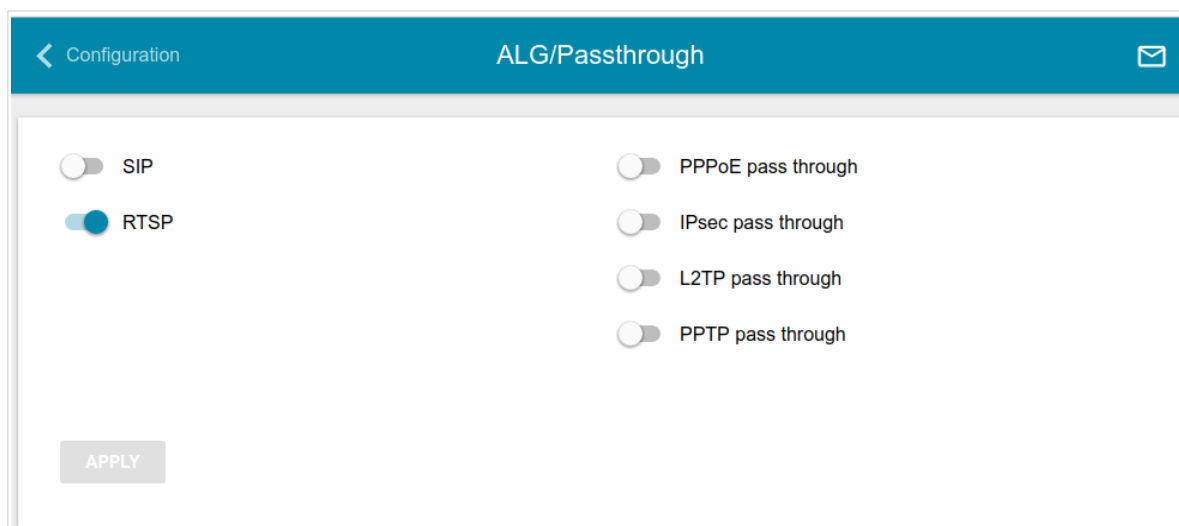 Configuration
ALG/Passthrough
SIP
RTSP
PPPoE pass through
IPsec pass through
L2TP pass through
PPTP pass through
APPLY